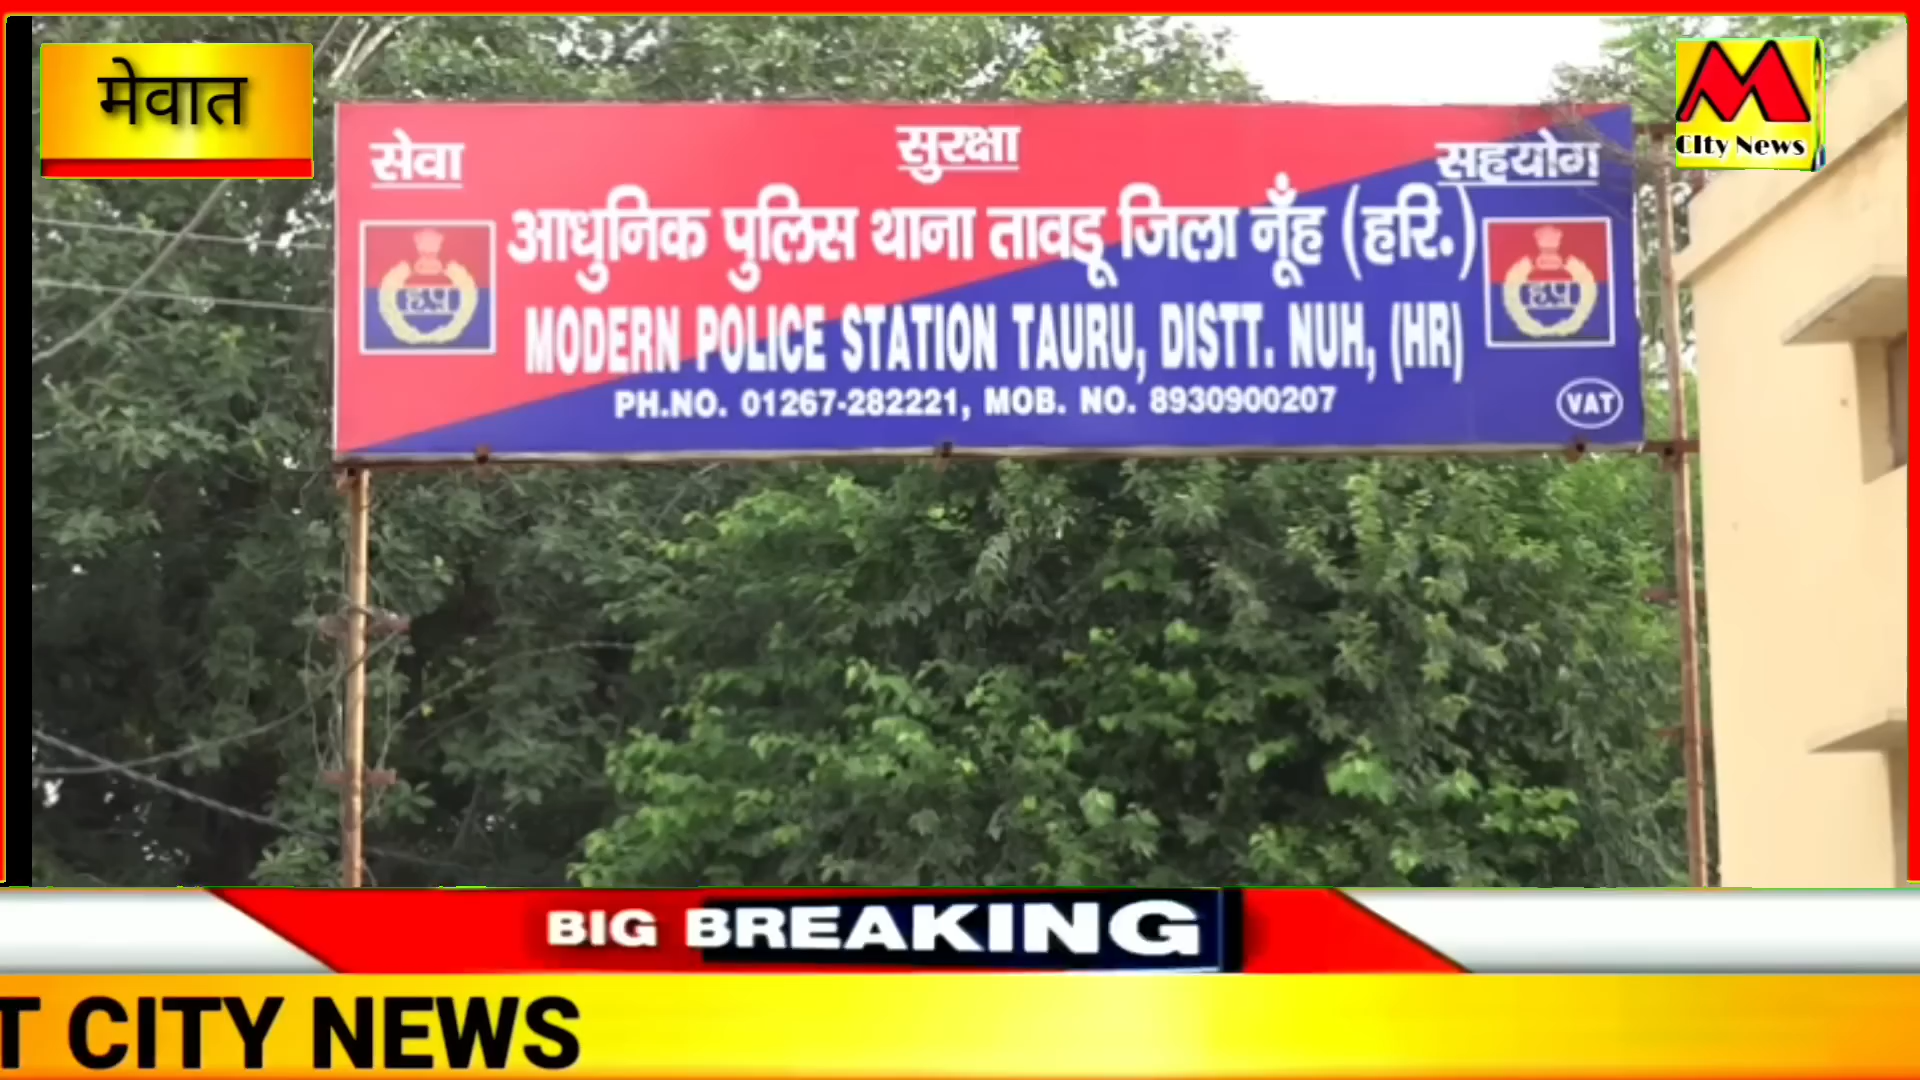 मेवात
M
CIty News
सेवा सुरक्षा सहयोग
आधुनिक पुलिस थाना तावडू जिला नूँह (हरि.)
ह.पु.
ह.पु.
MODERN POLICE STATION TAURU, DISTT. NUH, (HR)
PH.NO. 01267-282221, MOB. NO. 8930900207
VAT
BIG BREAKING
T CITY NEWS